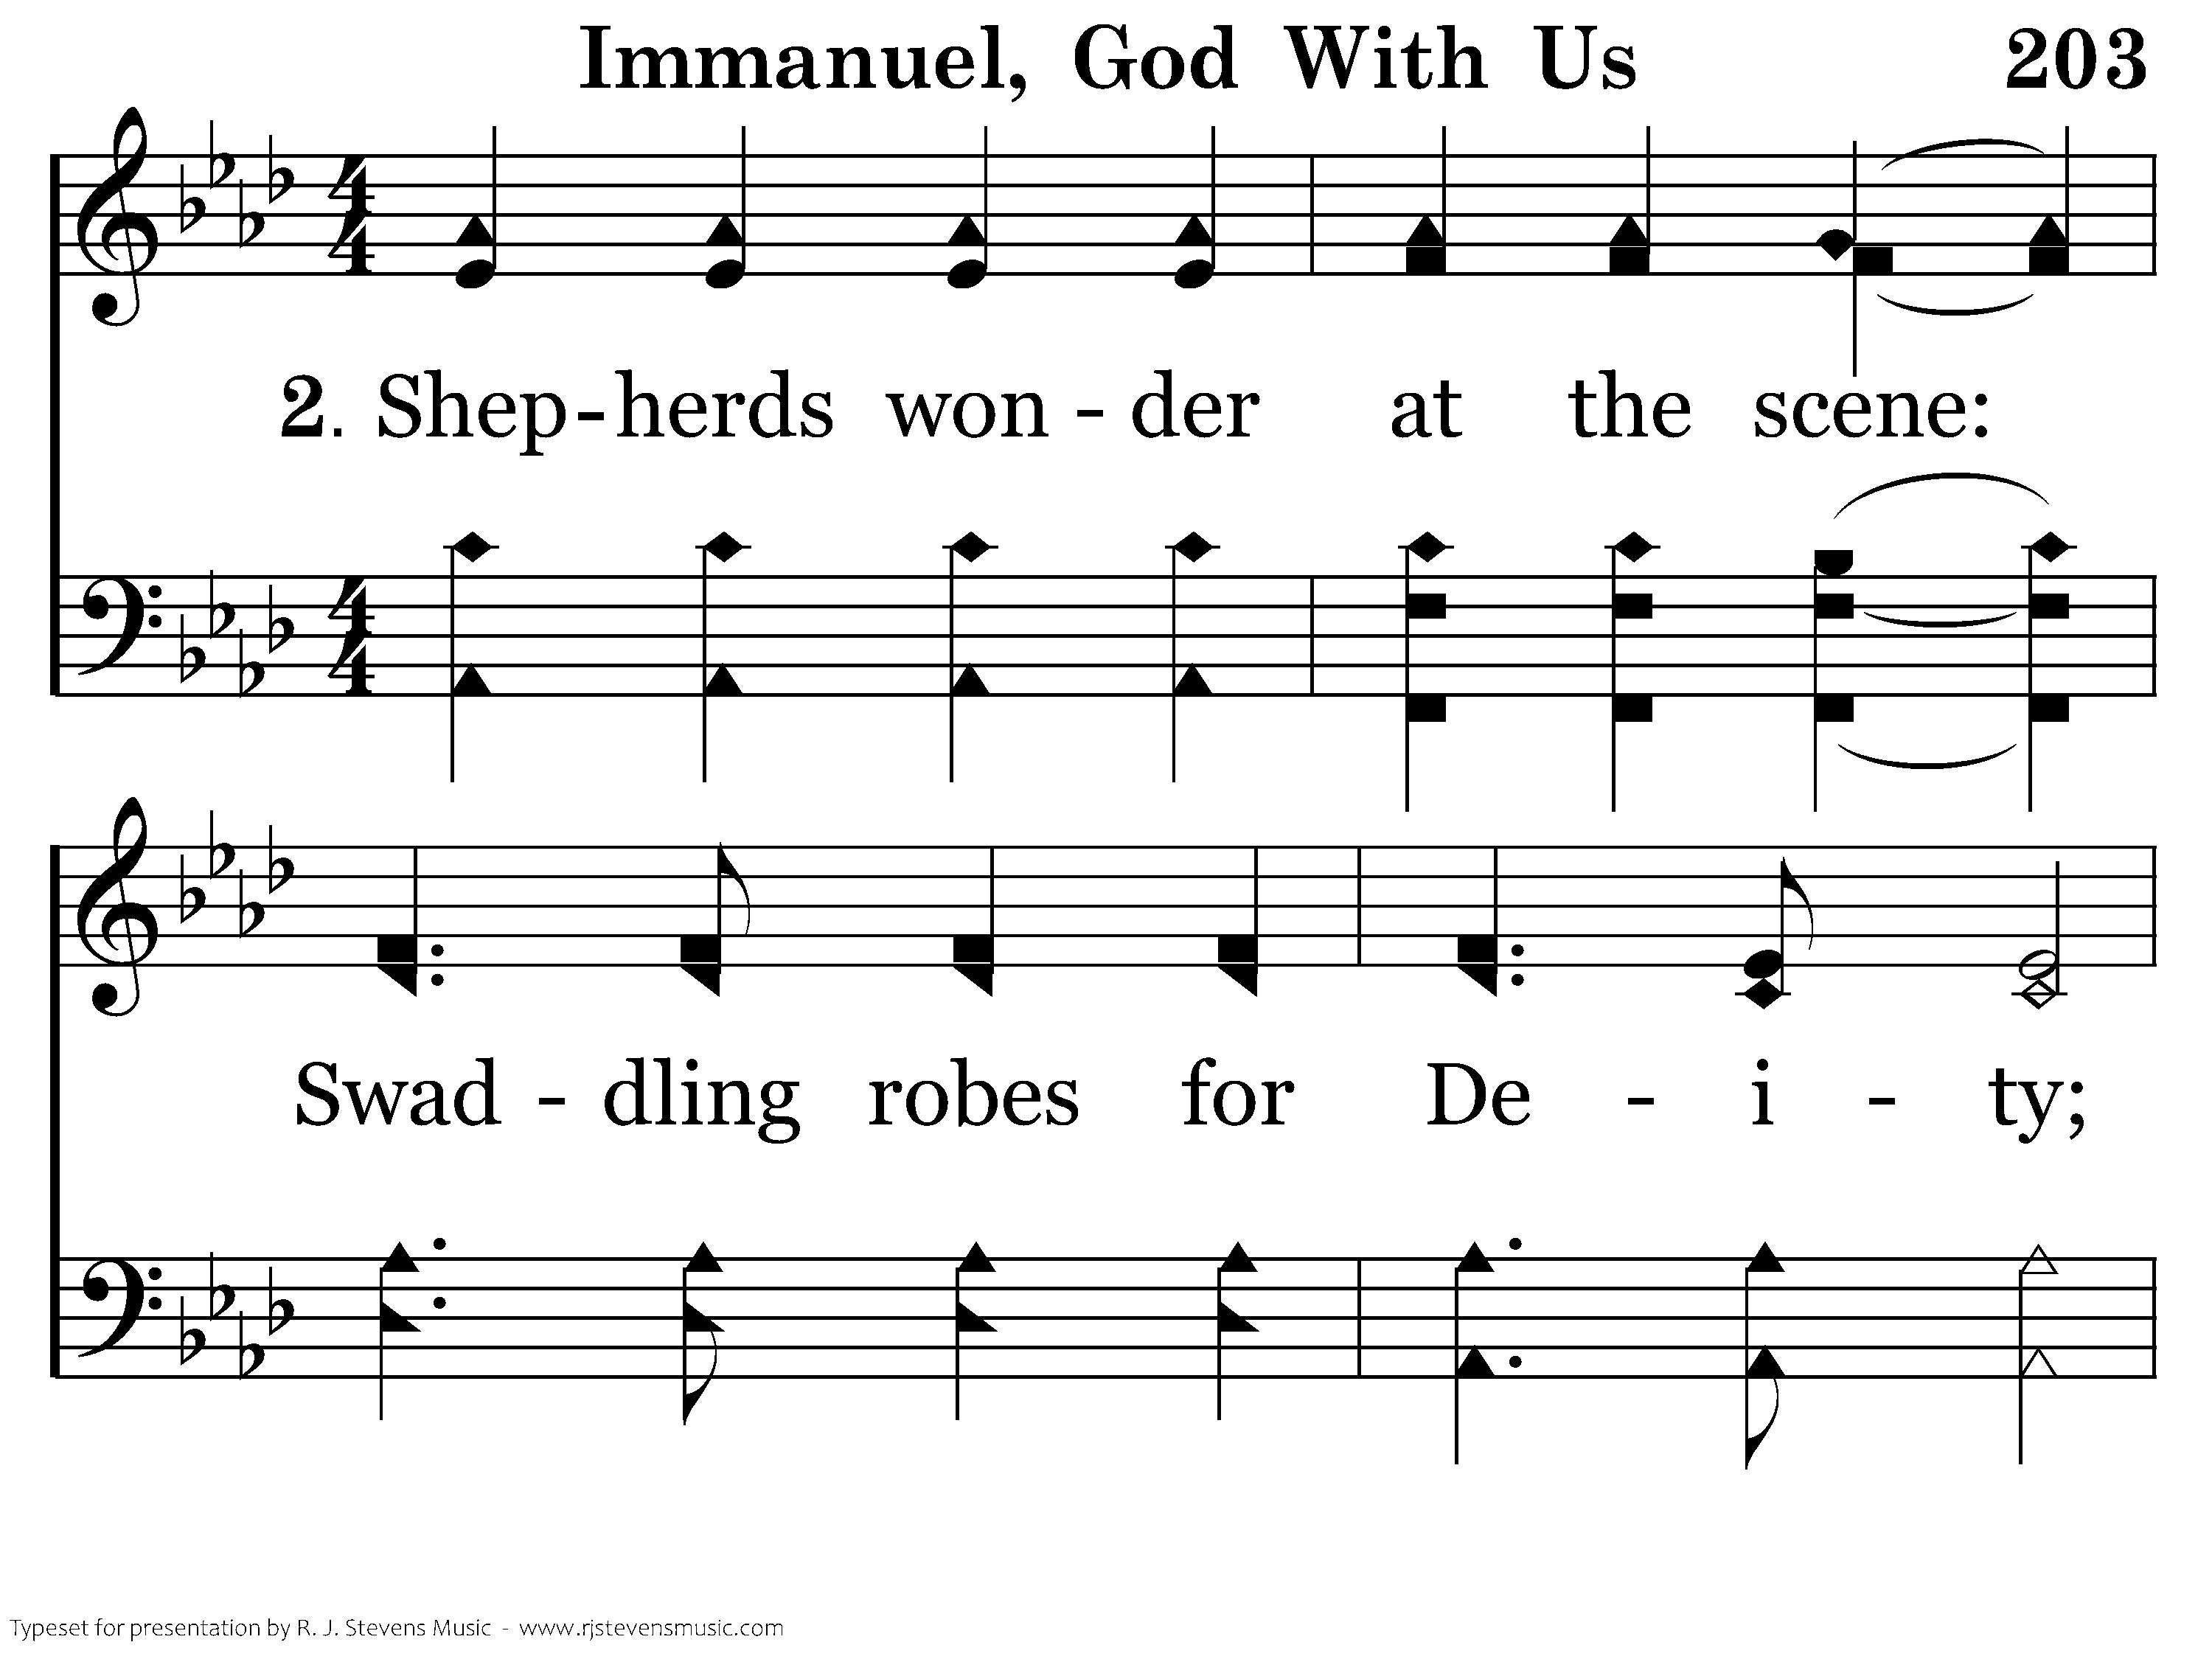 Immanuel, God With Us 203
2. Shep-herds won - der at the scene:
Swad - dling robes for De - i - ty;
Typeset for presentation by R. J. Stevens Music - www.rjstevensmusic.com